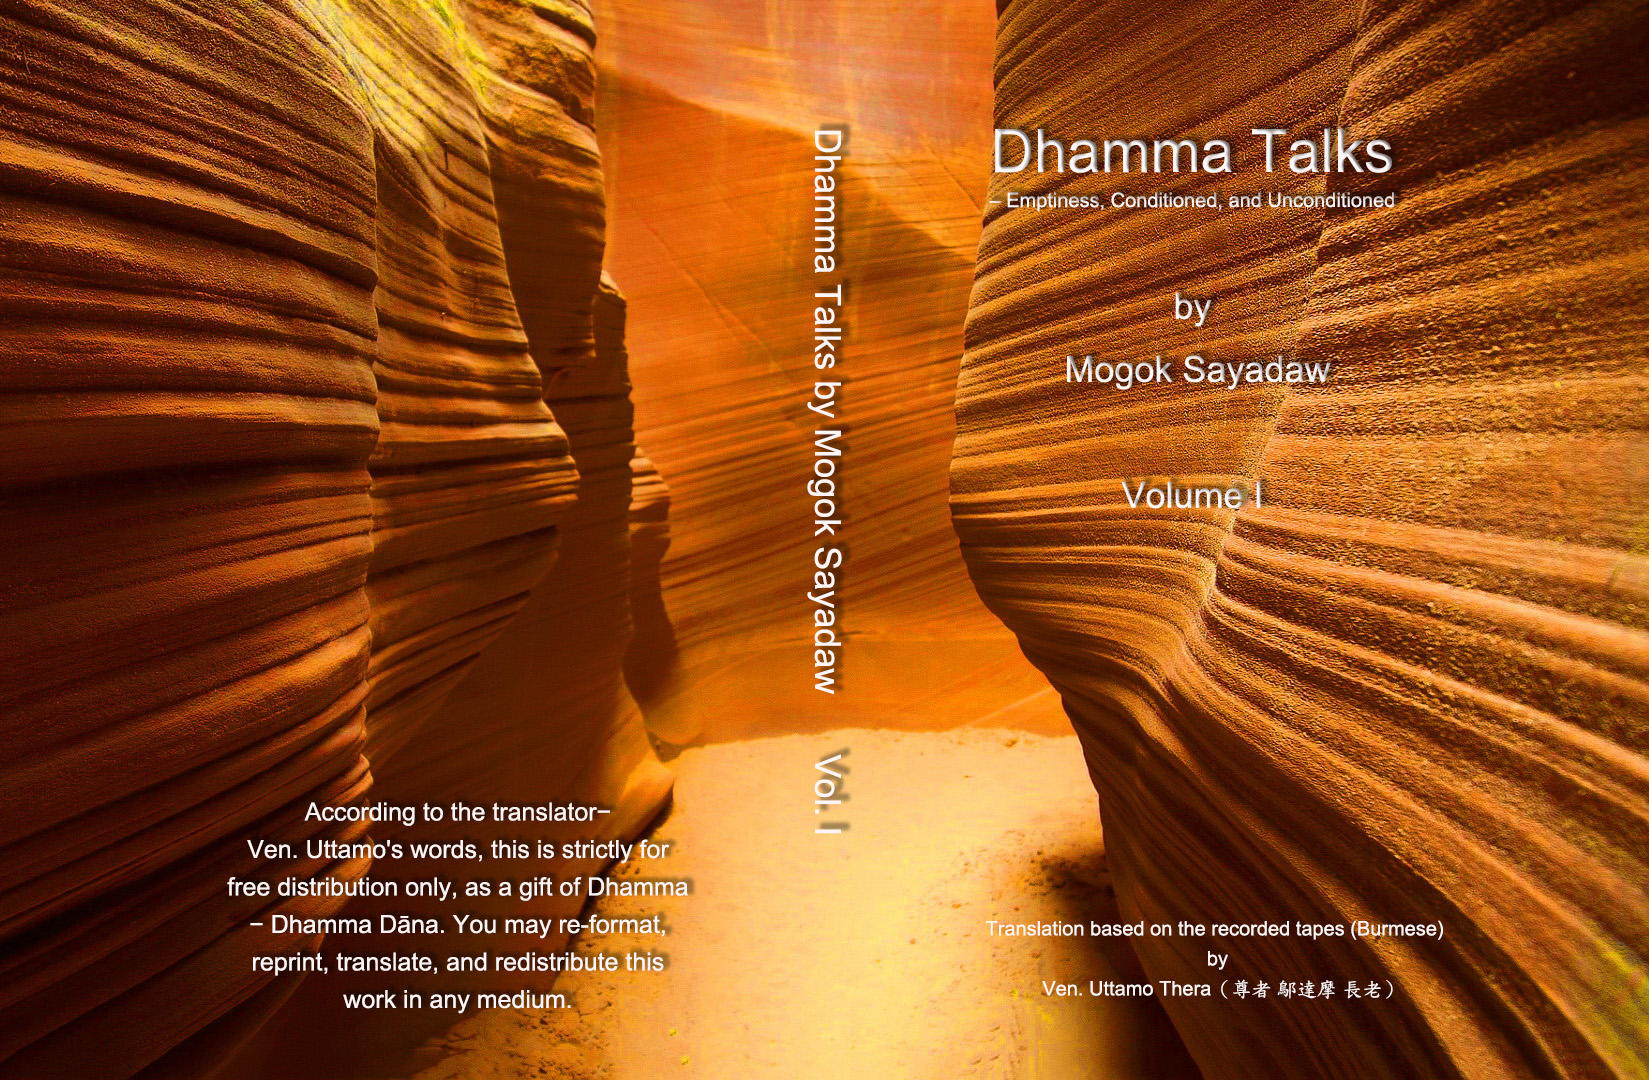 Dhamma Talks
– Emptiness, Conditioned, and Unconditioned
by
Mogok Sayadaw
Volume I
Translation based on the recorded tapes (Burmese)
by
Ven. Uttamo Thera（尊者 鄔達摩 長老）
Dhamma Talks by Mogok Sayadaw Vol. I
According to the translator–
Ven. Uttamo's words, this is strictly for
free distribution only, as a gift of Dhamma
– Dhamma Dāna. You may re-format,
reprint, translate, and redistribute this
work in any medium.